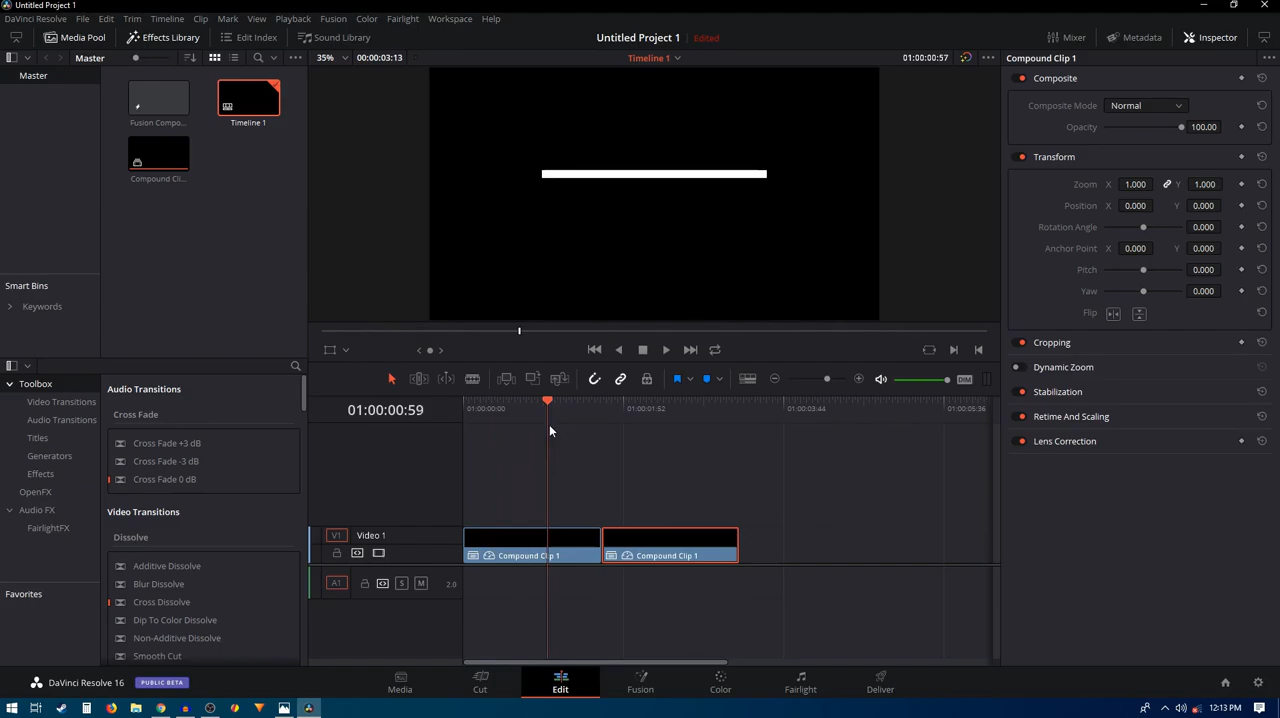 Untitled Project 1
DaVinci Resolve File Edit Trim Timeline Clip Mark View Playback Fusion Color Fairlight Workspace Help
Media Pool Effects Library Edit Index Sound Library Untitled Project 1 Edited Mixer Metadata Inspector
Master 35% 00:00:03:13 Timeline 1 01:00:00:57 Compound Clip 1
Master
Composite
Composite Mode Normal
Fusion Compo... Timeline 1
Opacity 100.00
Transform
Compound Cli...
Zoom X 1.000 Y 1.000
Position X 0.000 Y 0.000
Rotation Angle 0.000
Anchor Point X 0.000 Y 0.000
Pitch 0.000
Smart Bins
Yaw 0.000
Keywords
Flip
Cropping
Dynamic Zoom
Toolbox Audio Transitions DIM
Stabilization
Video Transitions Cross Fade 01:00:00:59 01:00:00:00 01:00:01:52 01:00:03:44 01:00:05:36
Retime And Scaling
Audio Transitions
Titles Cross Fade +3 dB
Lens Correction
Generators Cross Fade -3 dB
Effects Cross Fade 0 dB
OpenFX
Audio FX Video Transitions
FairlightFX
Dissolve V1 Video 1
Compound Clip 1 Compound Clip 1
Additive Dissolve
Blur Dissolve A1 S M 2.0
Favorites Cross Dissolve
Dip To Color Dissolve
Non-Additive Dissolve
Smooth Cut
DaVinci Resolve 16 PUBLIC BETA Media Cut Edit Fusion Color Fairlight Deliver
12:13 PM